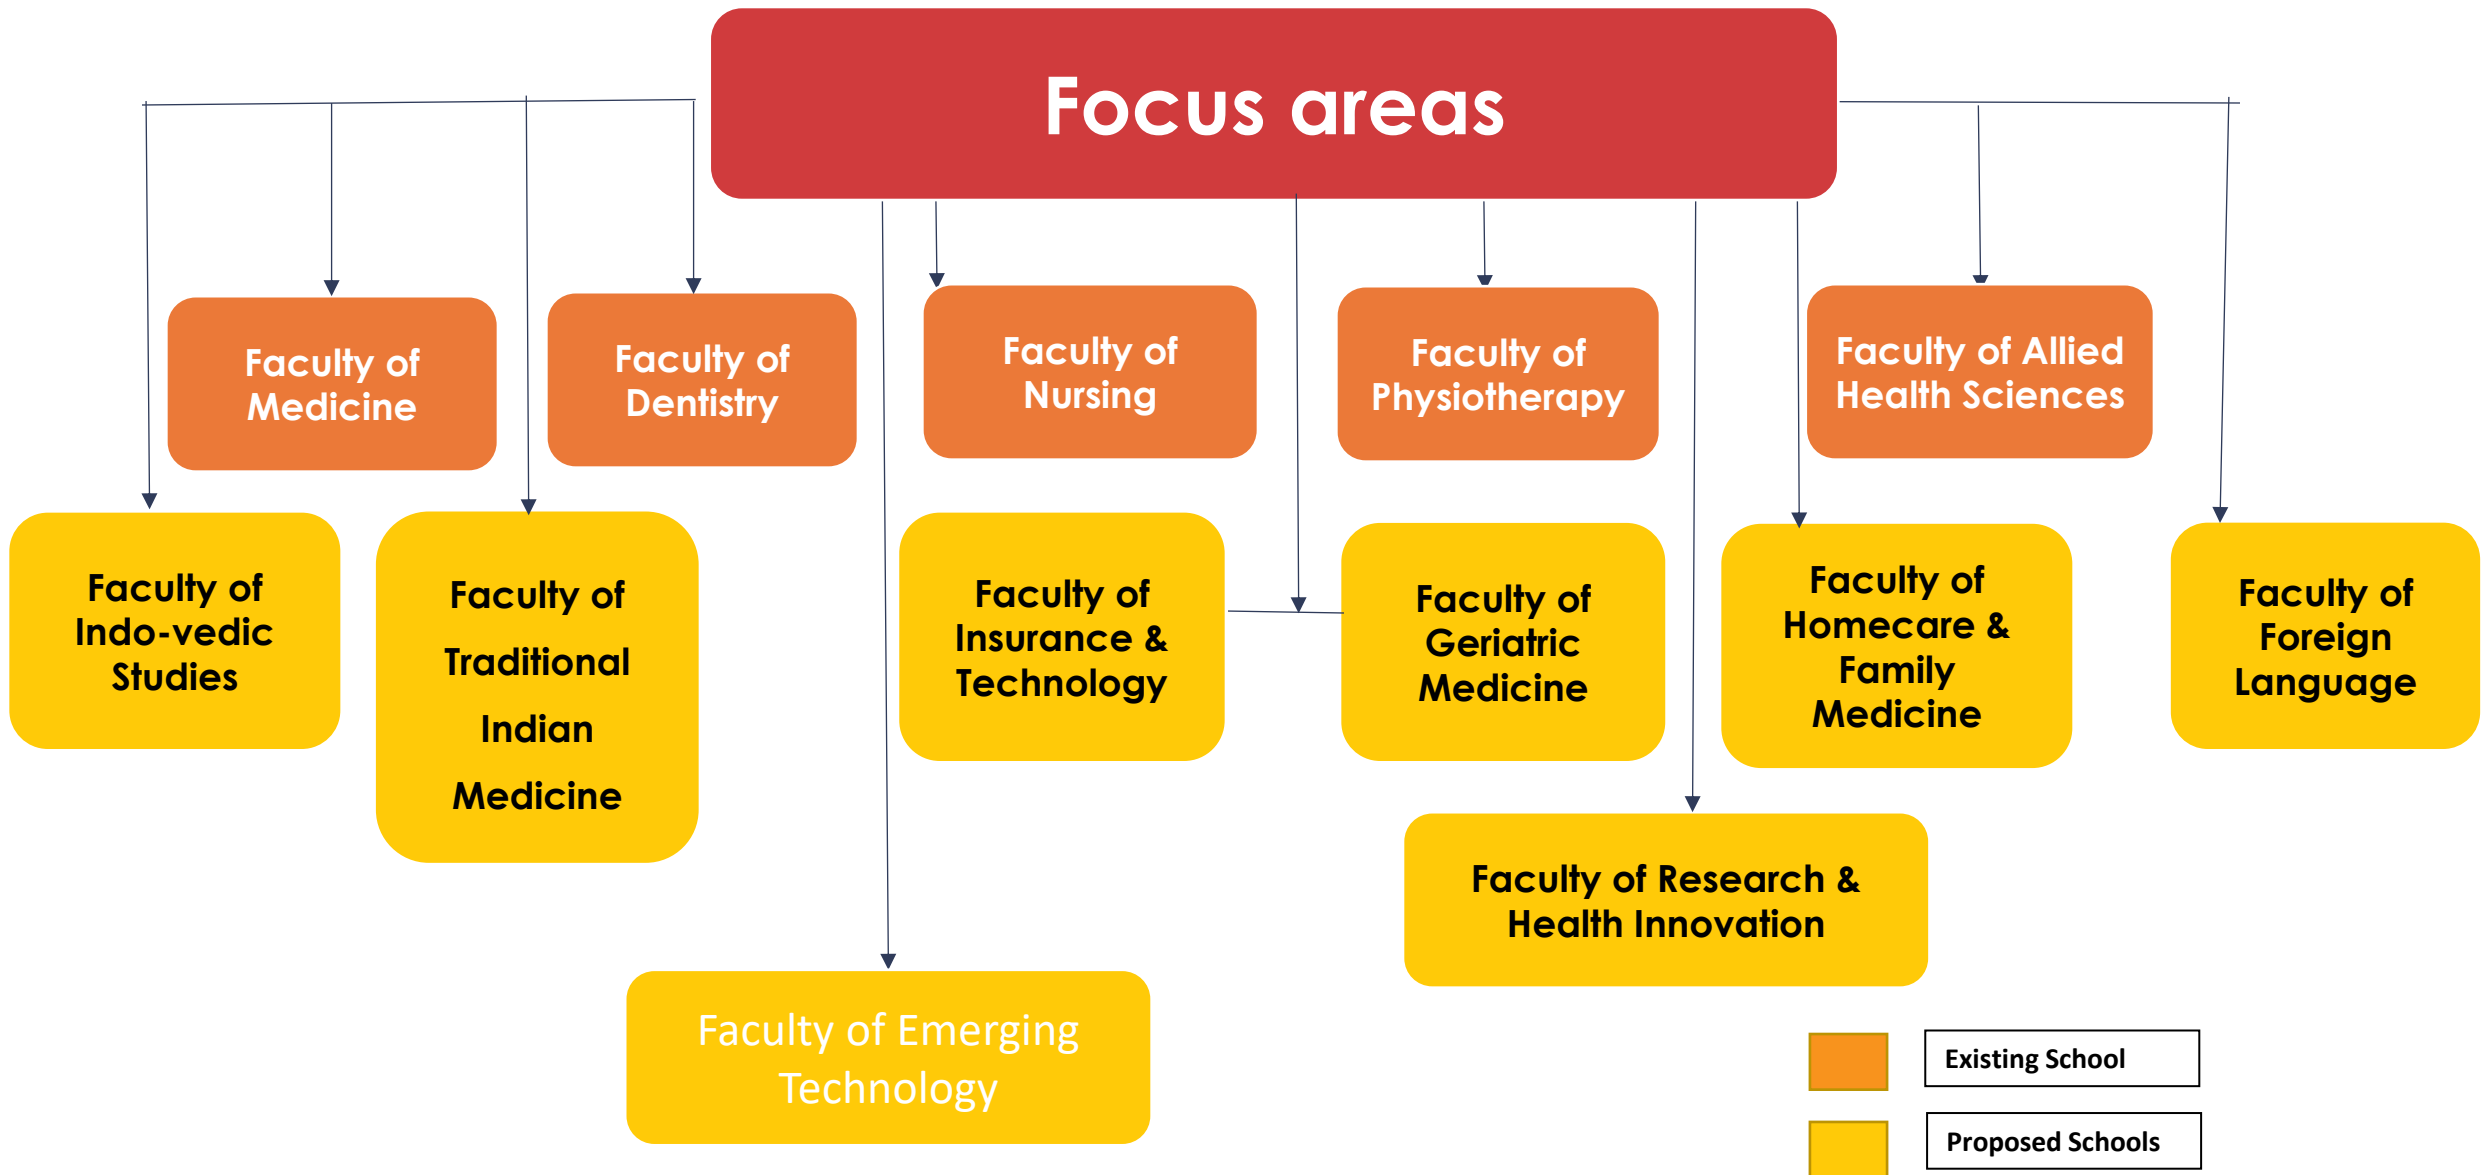 Focus areas
Faculty of
Medicine
Faculty of
Dentistry
Faculty of
Nursing
Faculty of
Physiotherapy
Faculty of Allied
Health Sciences
Faculty of
Indo-vedic
Studies
Faculty of
Traditional
Indian
Medicine
Faculty of
Insurance &
Technology
Faculty of
Geriatric
Medicine
Faculty of
Homecare &
Family
Medicine
Faculty of
Foreign
Language
Faculty of Research &
Health Innovation
Faculty of Emerging
Technology
Existing School
Proposed Schools